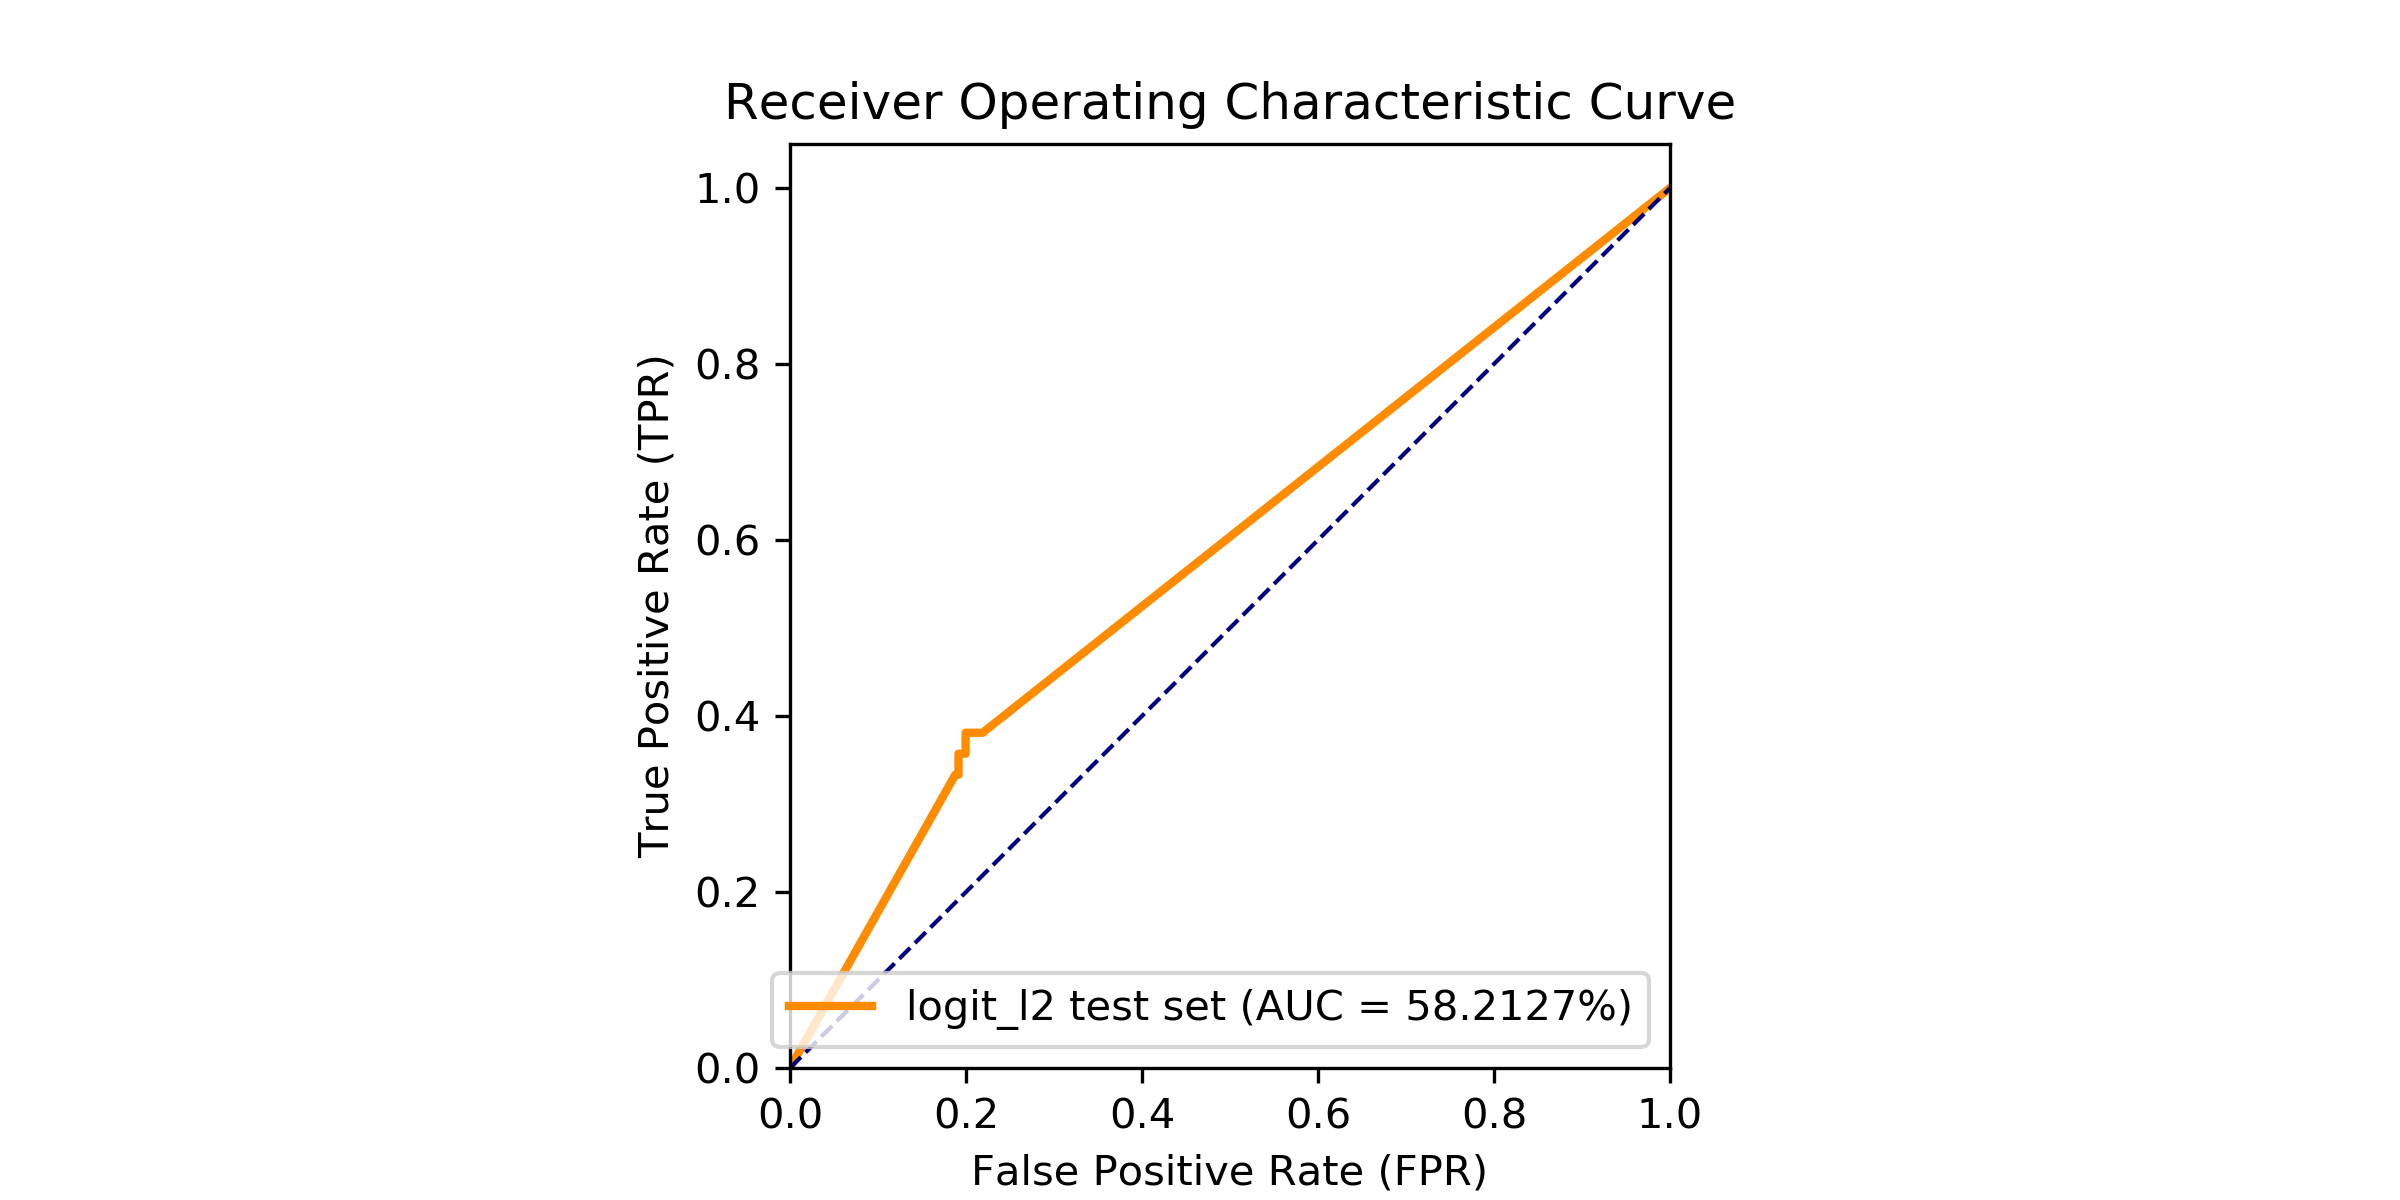 Receiver Operating Characteristic Curve
True Positive Rate (TPR)
1.0
0.8
0.6
0.4
0.2
0.0
logit_l2 test set (AUC = 58.2127%)
0.0 0.2 0.4 0.6 0.8 1.0
False Positive Rate (FPR)